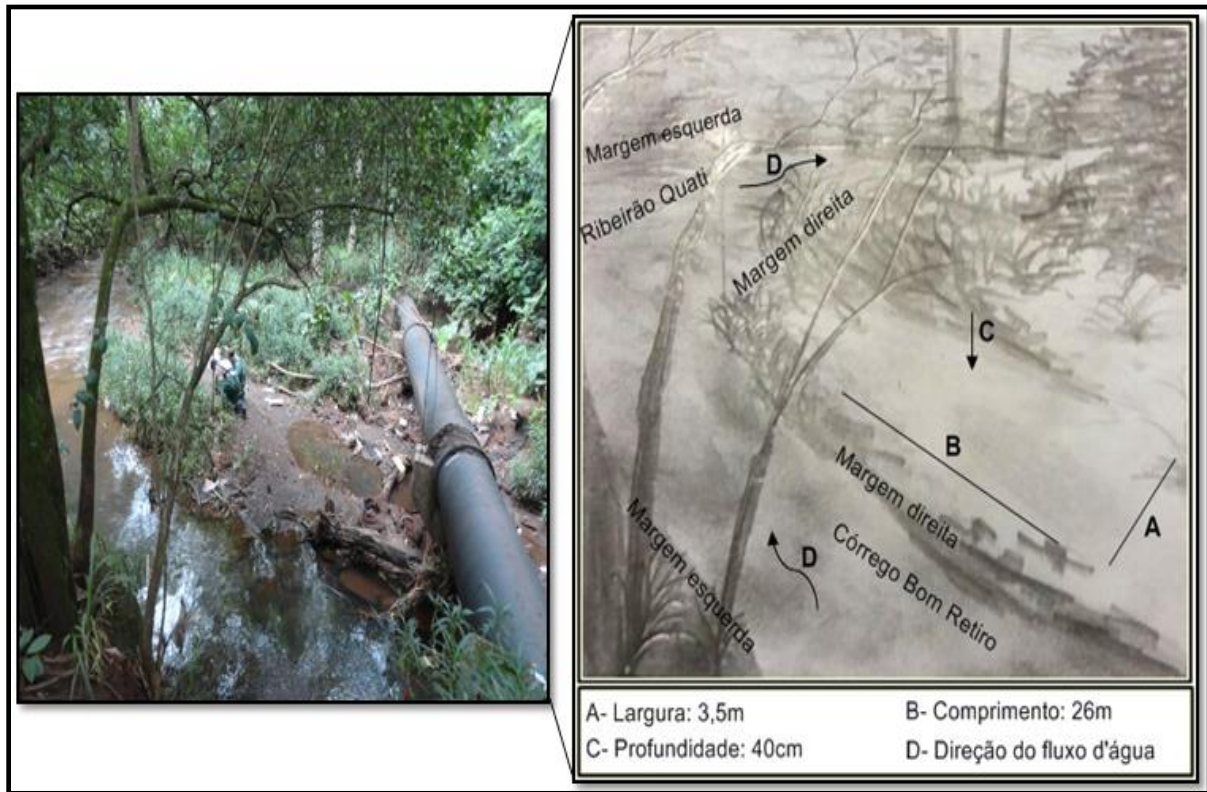 Margem esquerda
Ribeirão Quati
D
Margem direita
C
B
A
Margem direita
Córrego Bom Retiro
D
Margem esquerda
A- Largura: 3,5m
B- Comprimento: 26m
C- Profundidade: 40cm
D- Direção do fluxo d'água